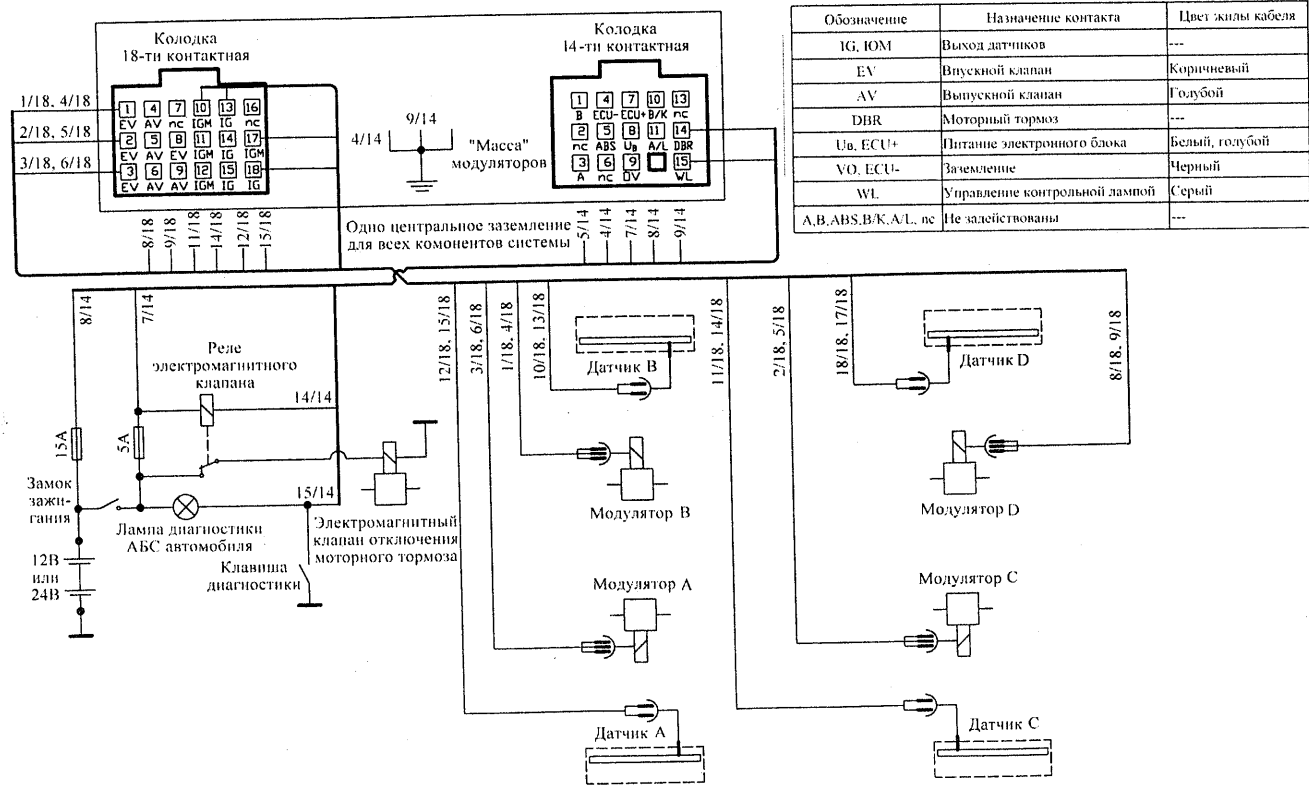 Колодка
18-ти контактная
1/18, 4/18
2/18, 5/18
3/18, 6/18
1 4 7 10 13 16
EV AV nc IGM IG nc
2 5 8 11 14 17
EV AV EV IGM IG IGM
3 6 9 12 15 18
EV AV AV IGM IG IG
4/14
9/14
"Масса"
модуляторов
Колодка
14-ти контактная
1 4 7 10 13
B ECU- ECU+ B/K nc
2 5 8 11 14
nc ABS Uв A/L DBR
3 6 9 15
A nc OV WL
Обозначение Назначение контакта Цвет жилы кабеля
IG, IOM Выход датчиков ---
EV Впускной клапан Коричневый
AV Выпускной клапан Голубой
DBR Моторный тормоз ---
Uв, ECU+ Питание электронного блока Белый, голубой
VO, ECU- Заземление Черный
WL Управление контрольной лампой Серый
A,B,ABS,B/K,A/L, nc Не задействованы ---
8/18
9/18
11/18
14/18
12/18
15/18
Одно центральное заземление
для всех комонентов системы
5/14
4/14
7/14
8/14
9/14
8/14
7/14
12/18, 15/18
3/18, 6/18
1/18, 4/18
10/18, 13/18
11/18, 14/18
2/18, 5/18
18/18, 17/18
8/18, 9/18
Реле
электромагнитного
клапана
14/14
15A
5A
Датчик B
Датчик D
Замок
зажи-
гания
Лампа диагностики
АБС автомобиля
15/14
Электромагнитный
клапан отключения
моторного тормоза
Клавиша
диагностики
12В
или
24В
Модулятор B
Модулятор D
Модулятор A
Модулятор C
Датчик A
Датчик C